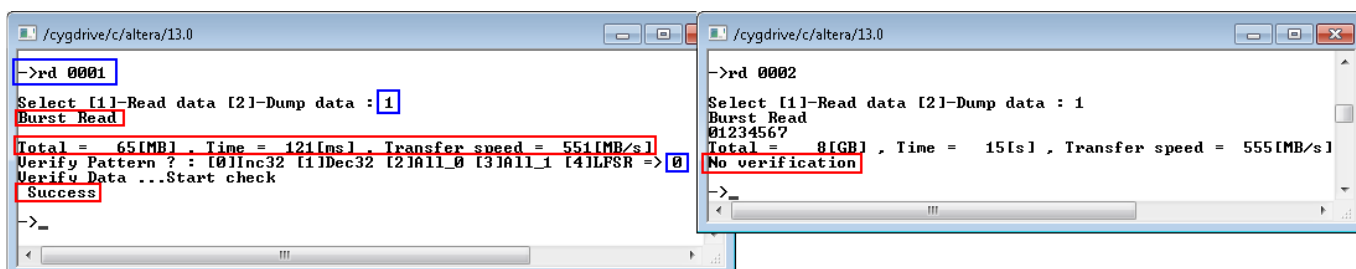 /cygdrive/c/altera/13.0
->rd 0001
Select [1]-Read data [2]-Dump data : 1
Burst Read
Total =   65[MB] , Time =  121[ms] , Transfer speed =  551[MB/s]
Verify Pattern ? : [0]Inc32 [1]Dec32 [2]All_0 [3]All_1 [4]LFSR => 0
Verify Data ...Start check
 Success
->_
/cygdrive/c/altera/13.0
->rd 0002
Select [1]-Read data [2]-Dump data : 1
Burst Read
01234567
Total =    8[GB] , Time =   15[s] , Transfer speed =  555[MB/s]
No verification
->_